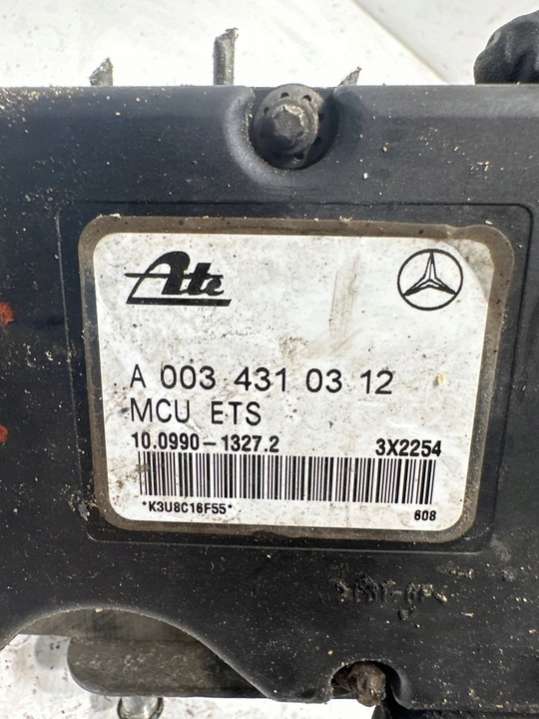 Ate
A 003 431 03 12
MCU ETS
10.0990-1327.2 3X2254
*K3U8C16F55* 608